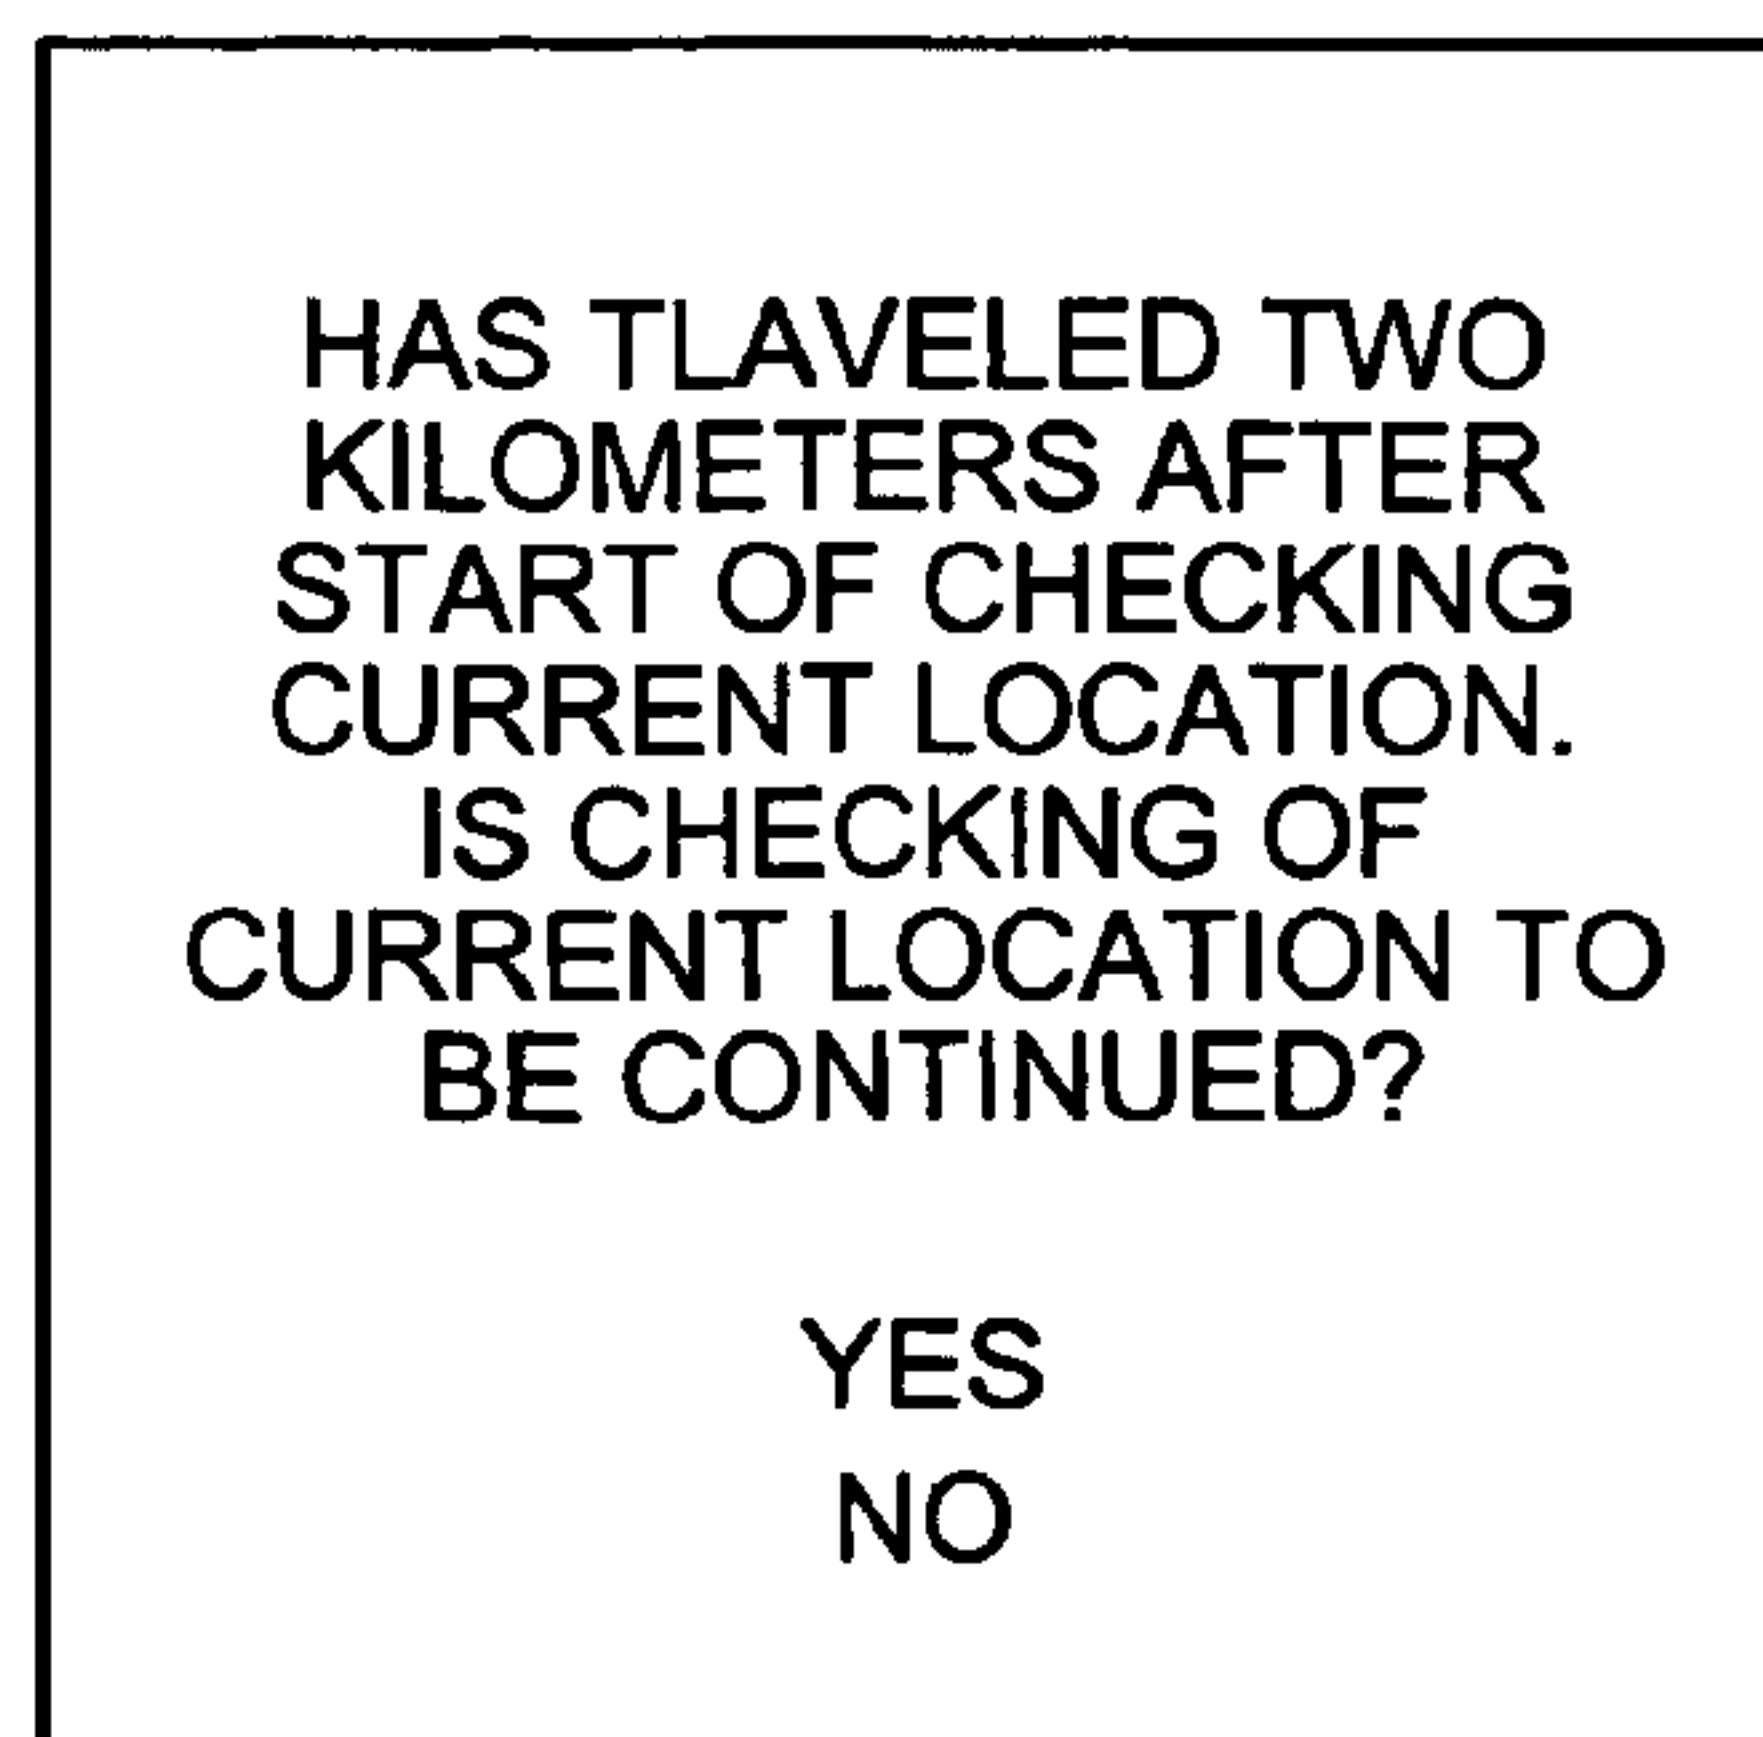 HAS TLAVELED TWO
KILOMETERS AFTER
START OF CHECKING
CURRENT LOCATION.
IS CHECKING OF
CURRENT LOCATION TO
BE CONTINUED?
YES
NO